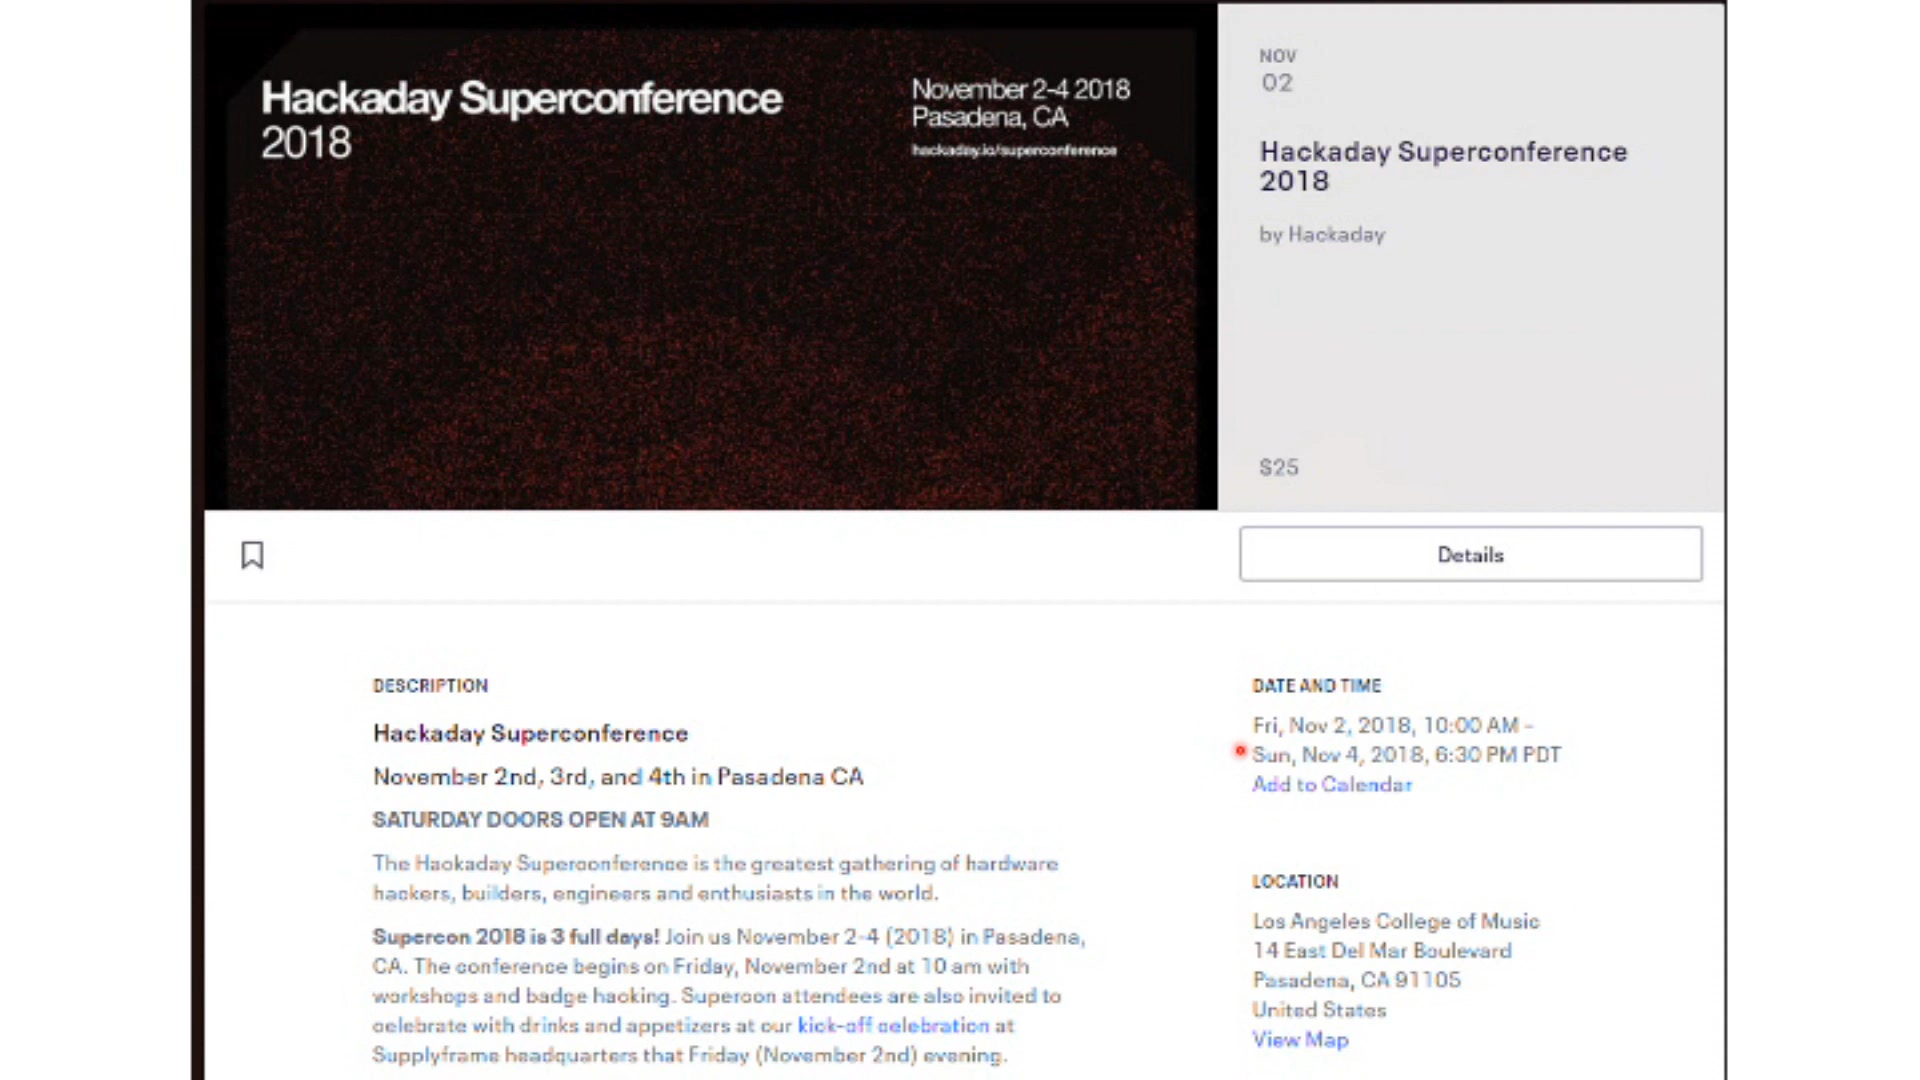 Hackaday Superconference
2018
November 2-4 2018
Pasadena, CA
hackaday.io/superconference
NOV
02
Hackaday Superconference
2018
by Hackaday
$25
Details
DESCRIPTION
Hackaday Superconference
November 2nd, 3rd, and 4th in Pasadena CA
SATURDAY DOORS OPEN AT 9AM
The Hackaday Superconference is the greatest gathering of hardware
hackers, builders, engineers and enthusiasts in the world.
Supercon 2018 is 3 full days! Join us November 2-4 (2018) in Pasadena,
CA. The conference begins on Friday, November 2nd at 10 am with
workshops and badge hacking. Supercon attendees are also invited to
celebrate with drinks and appetizers at our kick-off celebration at
Supplyframe headquarters that Friday (November 2nd) evening.
DATE AND TIME
Fri, Nov 2, 2018, 10:00 AM –
Sun, Nov 4, 2018, 6:30 PM PDT
Add to Calendar
LOCATION
Los Angeles College of Music
14 East Del Mar Boulevard
Pasadena, CA 91105
United States
View Map